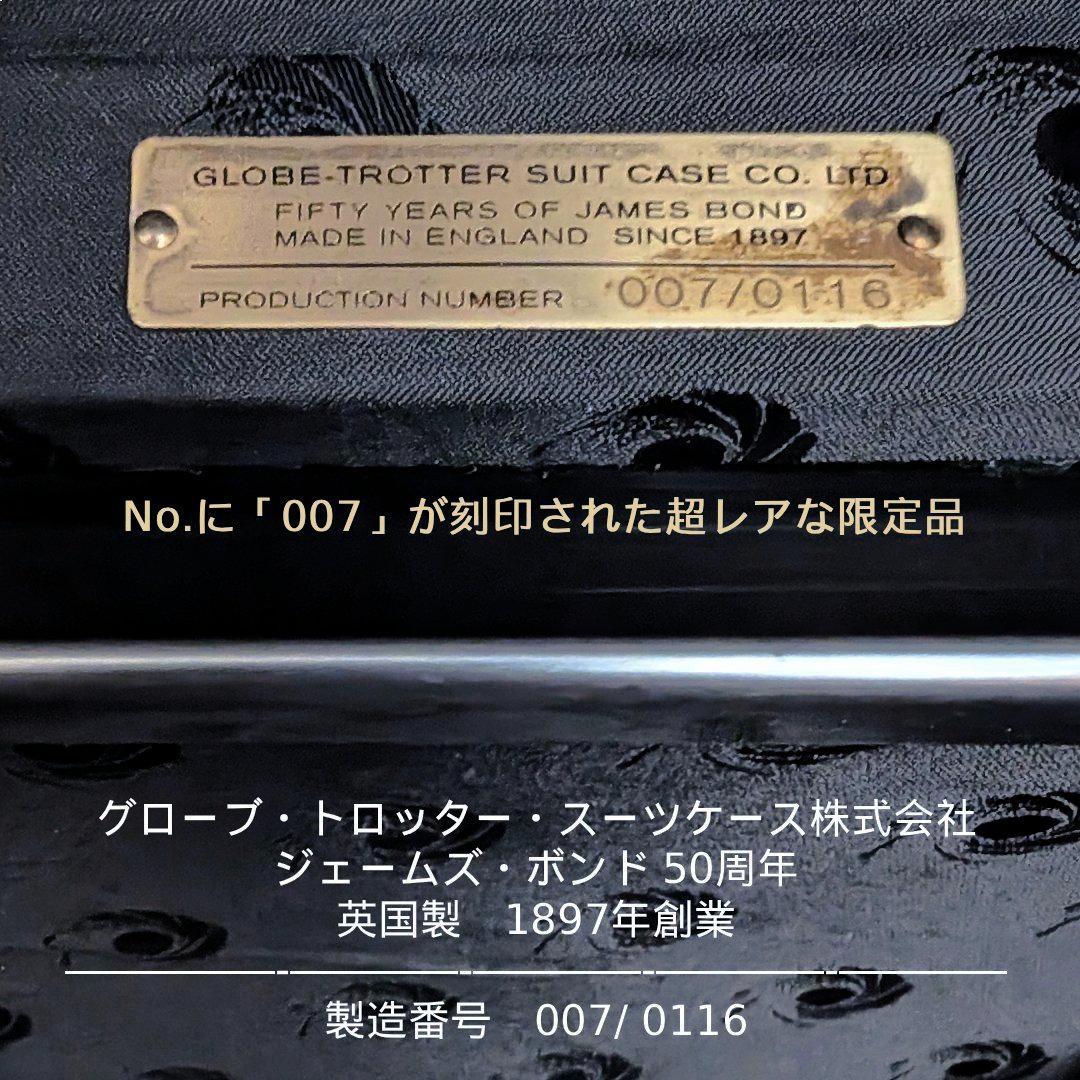 GLOBE-TROTTER SUIT CASE CO. LTD
FIFTY YEARS OF JAMES BOND
MADE IN ENGLAND SINCE 1897
PRODUCTION NUMBER 007/0116
No.に「007」が刻印された超レアな限定品
グローブ・トロッター・スーツケース株式会社
ジェームズ・ボンド 50周年
英国製　1897年創業
製造番号　007/ 0116